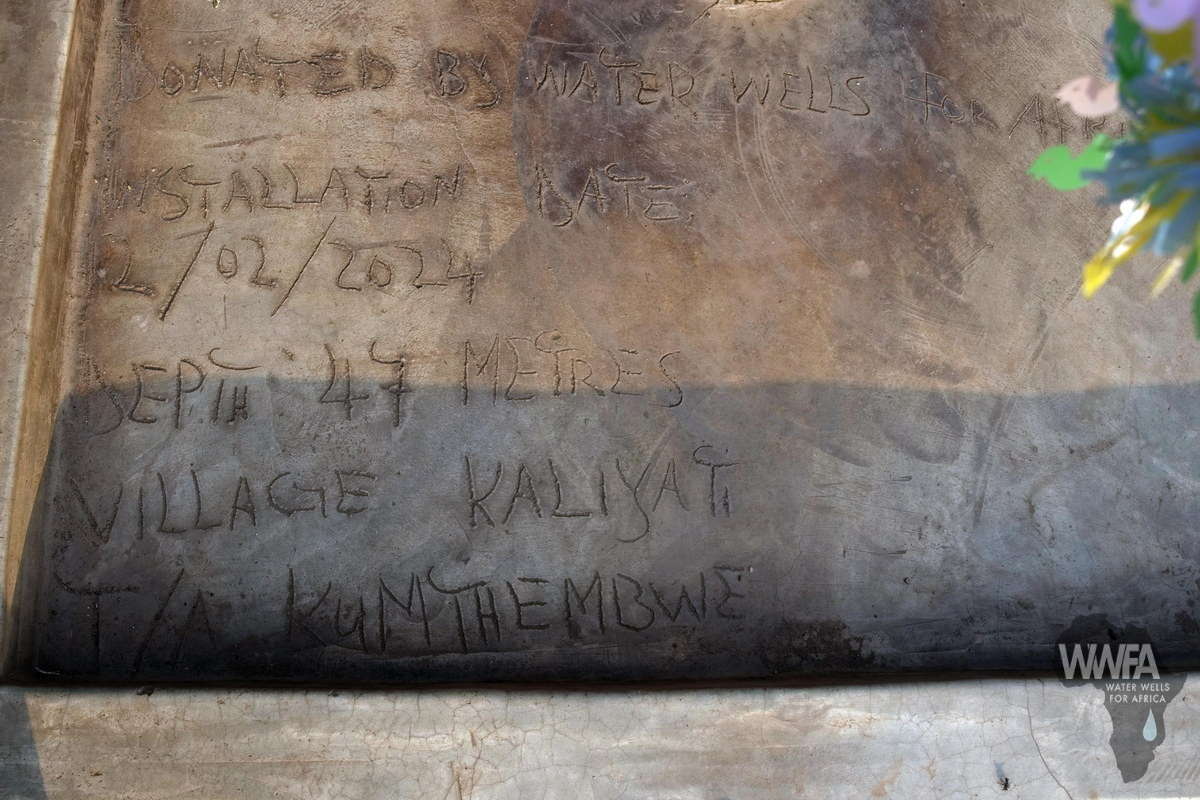 DONATED BY WATER WELLS FOR AFRI
INSTALLATION DATE:
2/02/2024
DEPTH 47 METRES
VILLAGE KALIYATI
T/A KUMTHEMBWE
WWFA
WATER WELLS
FOR AFRICA